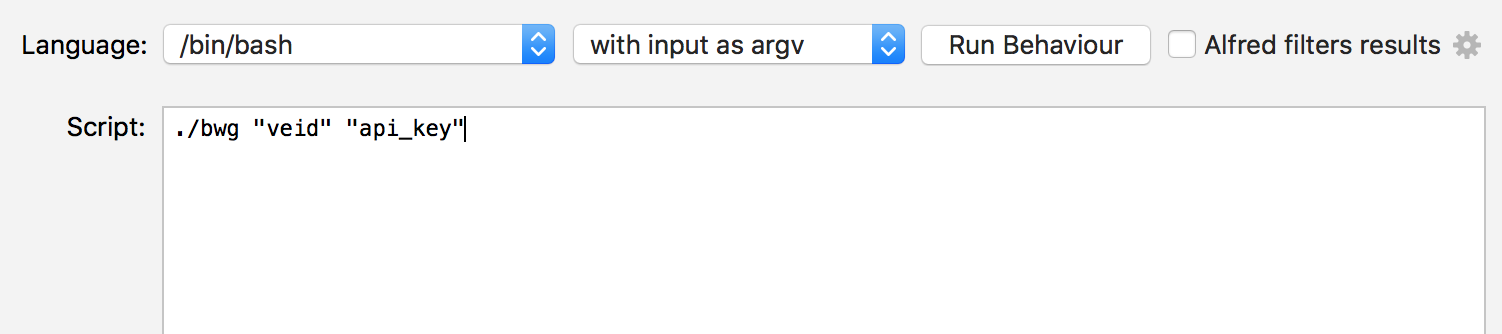 Language: /bin/bash with input as argv Run Behaviour Alfred filters results
Script: ./bwg "veid" "api_key"